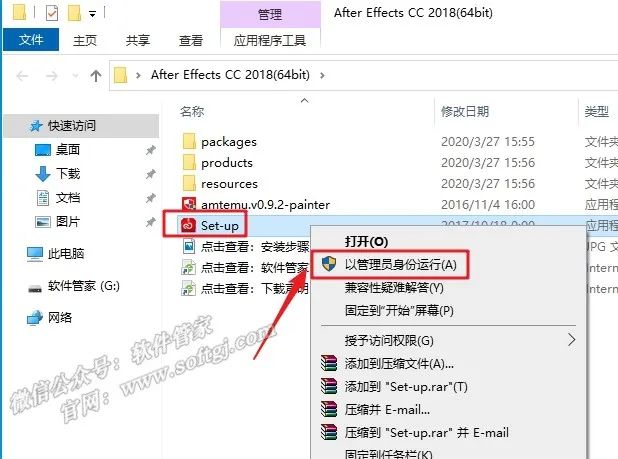 管理
After Effects CC 2018(64bit)
文件 主页 共享 查看 应用程序工具
After Effects CC 2018(64bit)
名称 修改日期 类型
快速访问
桌面
下载
文档
图片
此电脑
软件管家 (G:)
网络
packages 2020/3/27 15:55 文件夹
products 2020/3/27 15:56 文件夹
resources 2020/3/27 15:56 文件夹
amtemu.v0.9.2-painter 2016/11/4 16:00 应用程
Set-up 2017/10/18 0:00 应用程
点击查看:安装步骤 JPG 文
点击查看:软件管家 Intern
点击查看:下载声明 Intern
打开(O)
以管理员身份运行(A)
兼容性疑难解答(Y)
固定到"开始"屏幕(P)
授予访问权限(G)
添加到压缩文件(A)...
添加到 "Set-up.rar"(T)
压缩并 E-mail...
压缩到 "Set-up.rar" 并 E-mail
固定到任务栏(K)
微信公众号:软件管家
官网:www.softgj.com